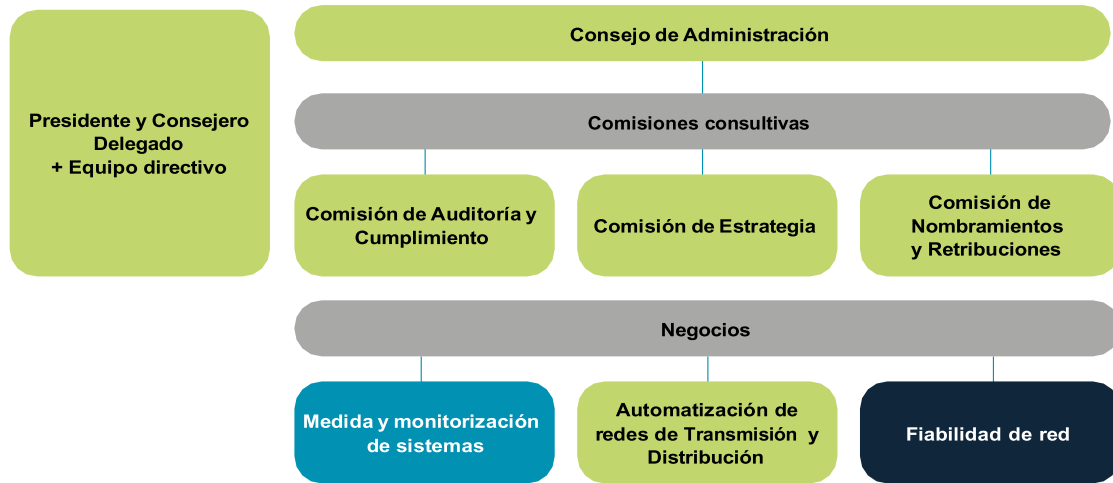 Presidente y Consejero
Delegado
+ Equipo directivo
Consejo de Administración
Comisiones consultivas
Comisión de Auditoría y
Cumplimiento
Comisión de Estrategia
Comisión de
Nombramientos
y Retribuciones
Negocios
Medida y monitorización
de sistemas
Automatización de
redes de Transmisión y
Distribución
Fiabilidad de red